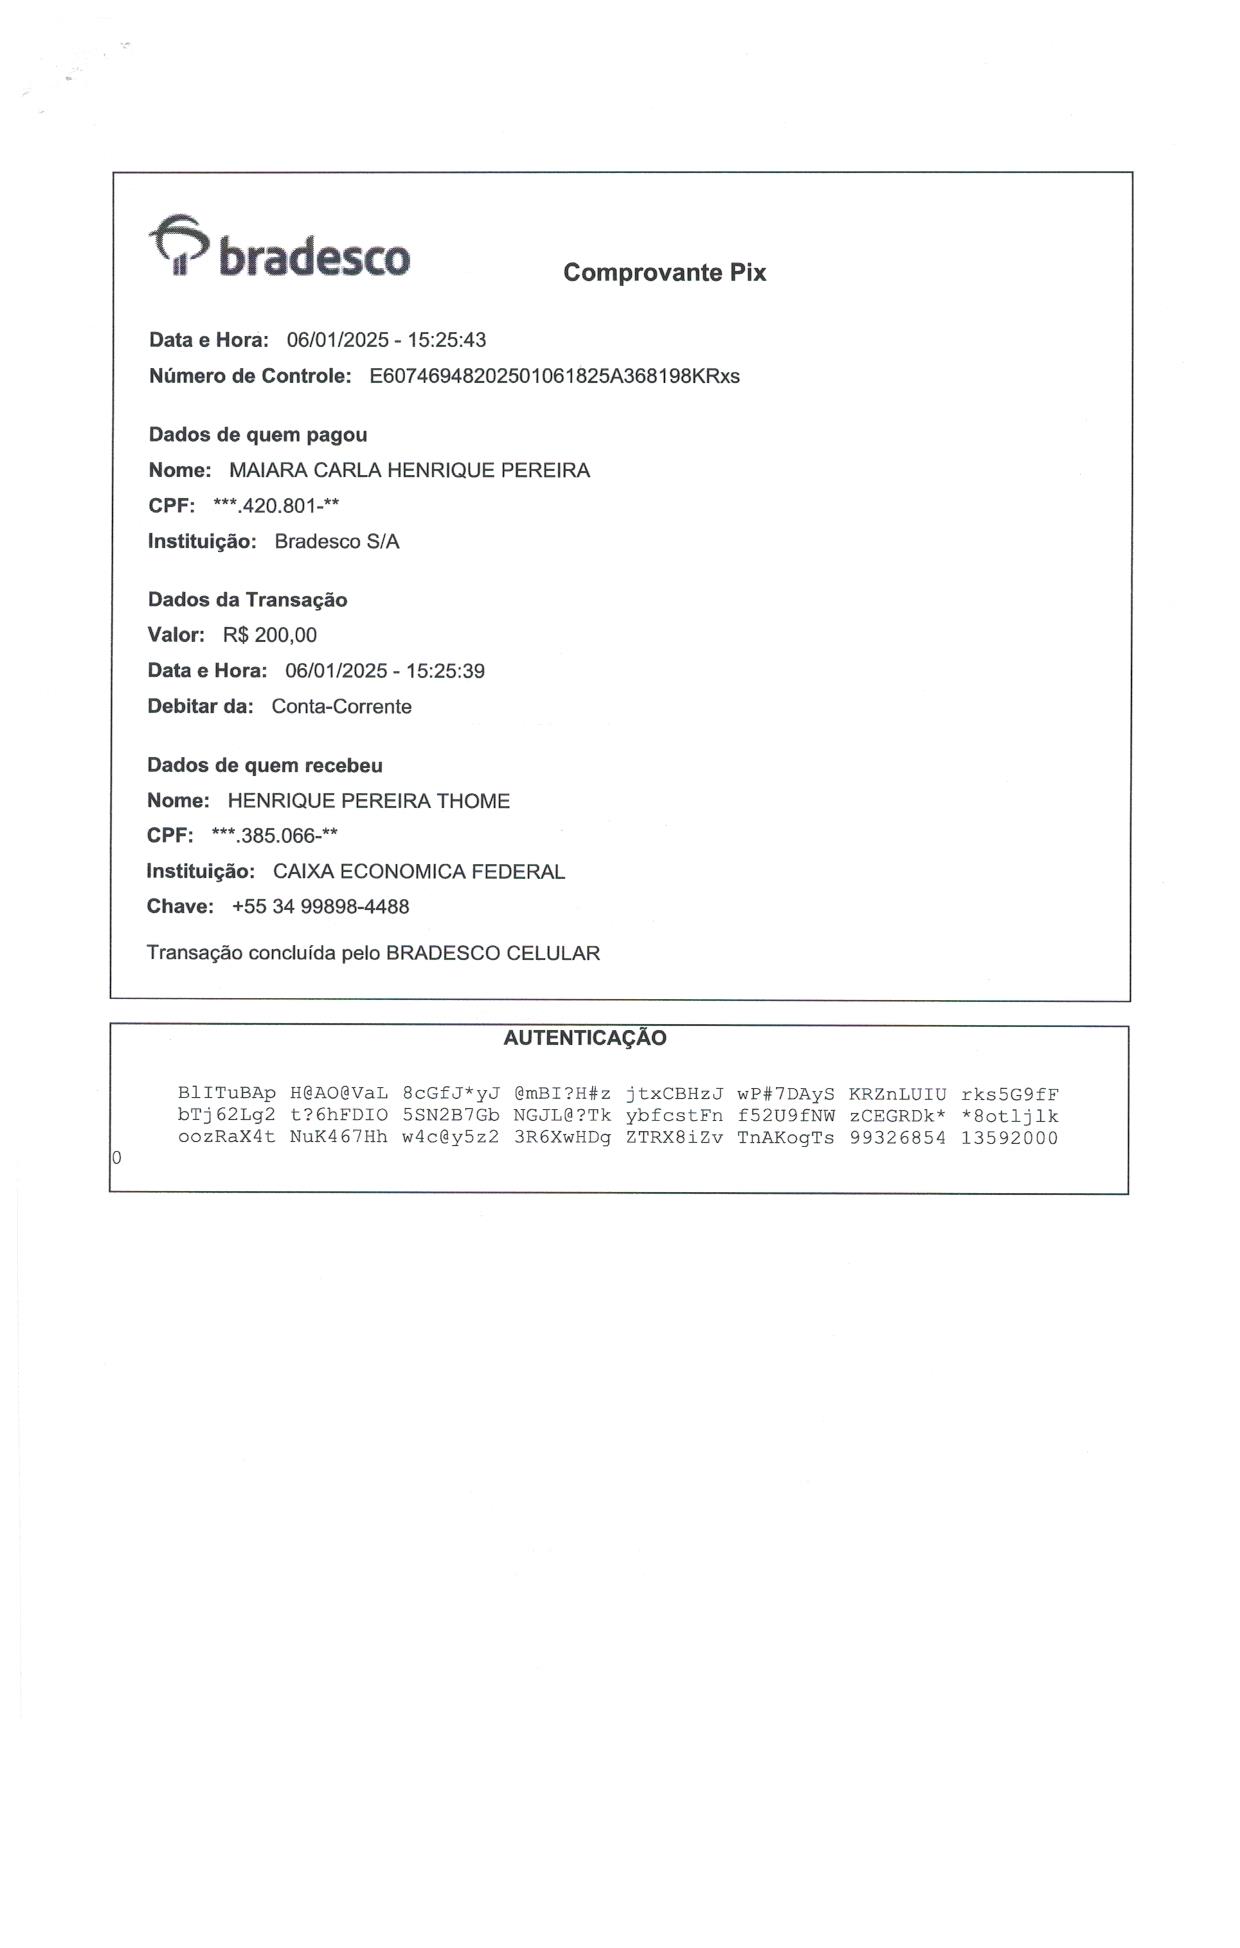 bradesco
Comprovante Pix
Data e Hora: 06/01/2025 - 15:25:43
Número de Controle: E60746948202501061825A368198KRxs
Dados de quem pagou
Nome: MAIARA CARLA HENRIQUE PEREIRA
CPF: ***.420.801-**
Instituição: Bradesco S/A
Dados da Transação
Valor: R$ 200,00
Data e Hora: 06/01/2025 - 15:25:39
Debitar da: Conta-Corrente
Dados de quem recebeu
Nome: HENRIQUE PEREIRA THOME
CPF: ***.385.066-**
Instituição: CAIXA ECONOMICA FEDERAL
Chave: +55 34 99898-4488
Transação concluída pelo BRADESCO CELULAR
AUTENTICAÇÃO
BlITuBAp H@AO@VaL 8cGfJ*yJ @mBI?H#z jtxCBHzJ wP#7DAyS KRZnLUIU rks5G9fF
bTj62Lg2 t?6hFDIO 5SN2B7Gb NGJL@?Tk ybfcstFn f52U9fNW zCEGRDk* *8otljlk
oozRaX4t NuK467Hh w4c@y5z2 3R6XwHDg ZTRX8iZv TnAKogTs 99326854 13592000
0